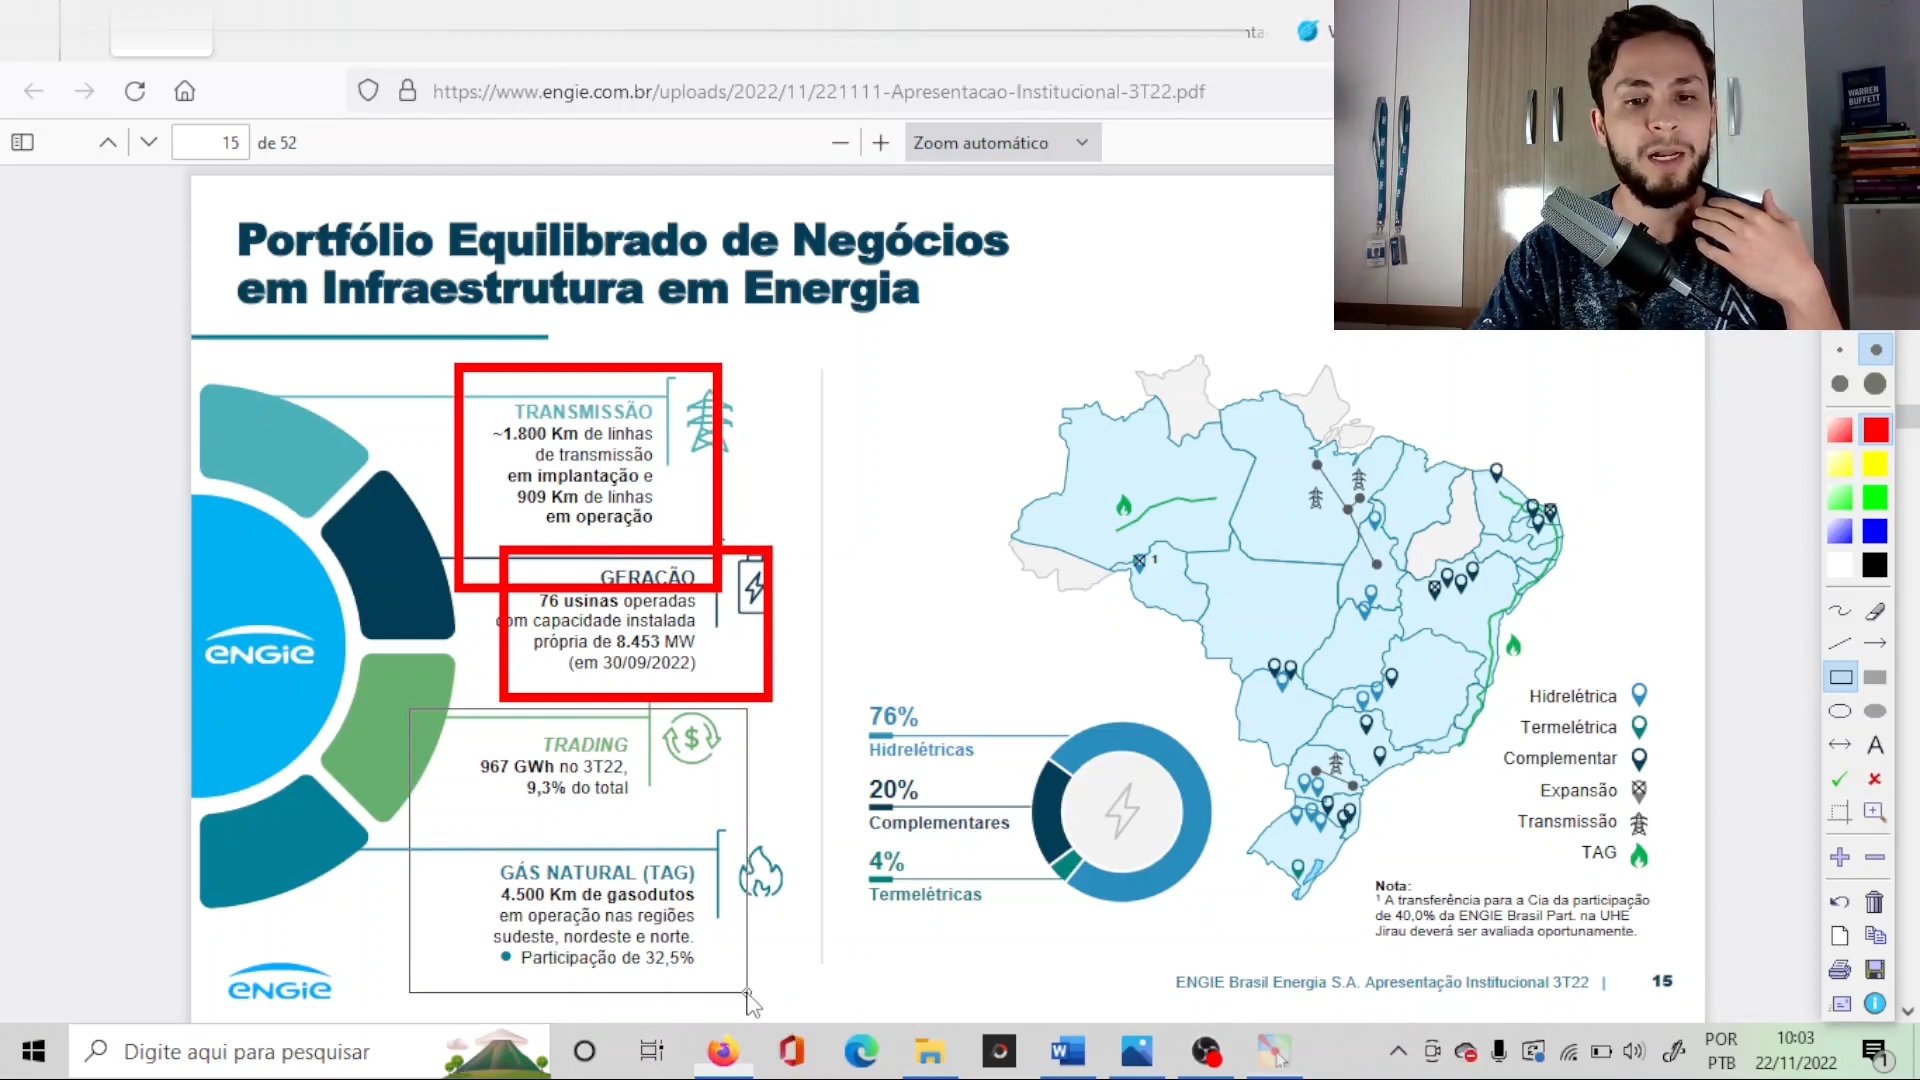 https://www.engie.com.br/uploads/2022/11/221111-Apresentacao-Institucional-3T22.pdf
15 de 52
Zoom automático
WARREN
BUFFETT
Portfólio Equilibrado de Negócios
em Infraestrutura em Energia
TRANSMISSÃO
~1.800 Km de linhas
de transmissão
em implantação e
909 Km de linhas
em operação
GERAÇÃO
76 usinas operadas
com capacidade instalada
própria de 8.453 MW
(em 30/09/2022)
TRADING
967 GWh no 3T22,
9,3% do total
GÁS NATURAL (TAG)
4.500 Km de gasodutos
em operação nas regiões
sudeste, nordeste e norte.
Participação de 32,5%
ENGIE
ENGIE
76%
Hidrelétricas
20%
Complementares
4%
Termelétricas
1
Hidrelétrica
Termelétrica
Complementar
Expansão
Transmissão
TAG
Nota:
¹ A transferência para a Cia da participação
de 40,0% da ENGIE Brasil Part. na UHE
Jirau deverá ser avaliada oportunamente.
ENGIE Brasil Energia S.A. Apresentação Institucional 3T22 | 15
Digite aqui para pesquisar
POR
PTB
10:03
22/11/2022
1